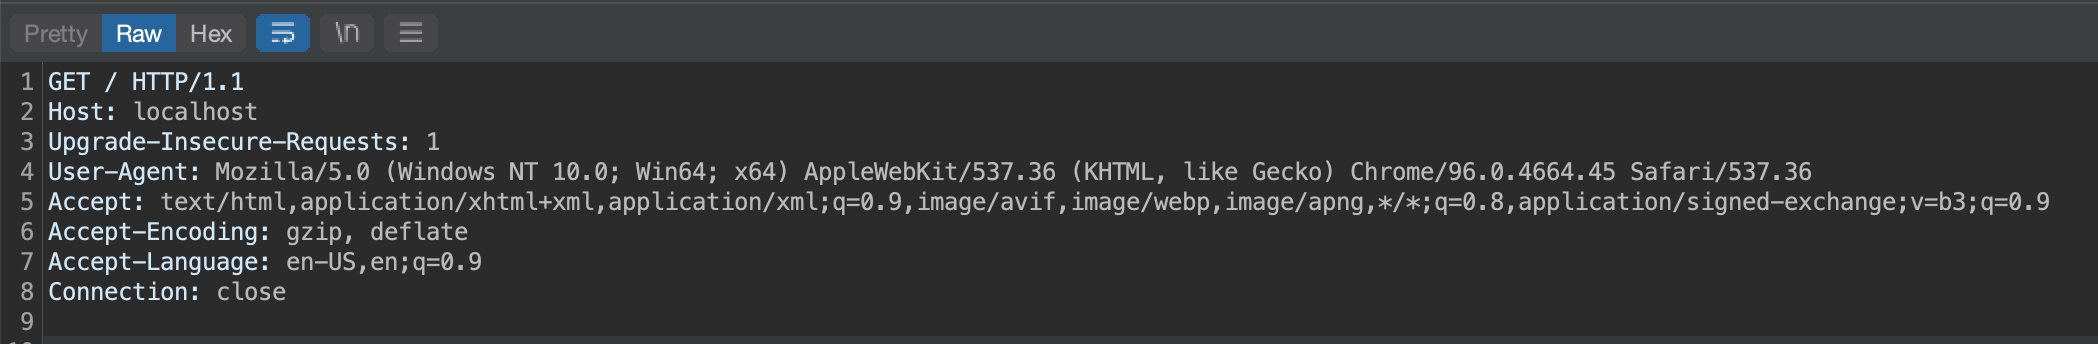 Pretty Raw Hex \n
1 GET / HTTP/1.1
2 Host: localhost
3 Upgrade-Insecure-Requests: 1
4 User-Agent: Mozilla/5.0 (Windows NT 10.0; Win64; x64) AppleWebKit/537.36 (KHTML, like Gecko) Chrome/96.0.4664.45 Safari/537.36
5 Accept: text/html,application/xhtml+xml,application/xml;q=0.9,image/avif,image/webp,image/apng,*/*;q=0.8,application/signed-exchange;v=b3;q=0.9
6 Accept-Encoding: gzip, deflate
7 Accept-Language: en-US,en;q=0.9
8 Connection: close
9